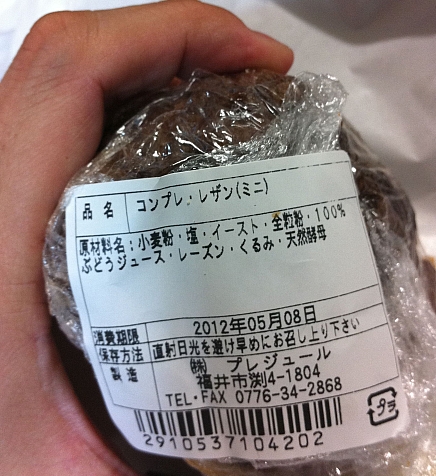 品名 コンプレ・レザン(ミニ)
原材料名:小麦粉・塩・イースト・全粒粉・100%
ぶどうジュース・レーズン・くるみ・天然酵母
消費期限 2012年05月08日
保存方法 直射日光を避け早めにお召し上り下さい
製造 ㈱ プレジュール
福井市渕4-1804
TEL・FAX 0776-34-2868
プラ
2910537104202